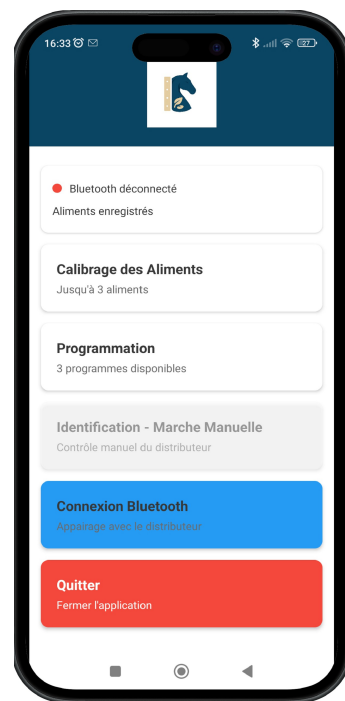 16:33
27
Bluetooth déconnecté
Aliments enregistrés
Calibrage des Aliments
Jusqu'à 3 aliments
Programmation
3 programmes disponibles
Identification - Marche Manuelle
Contrôle manuel du distributeur
Connexion Bluetooth
Appairage avec le distributeur
Quitter
Fermer l'application